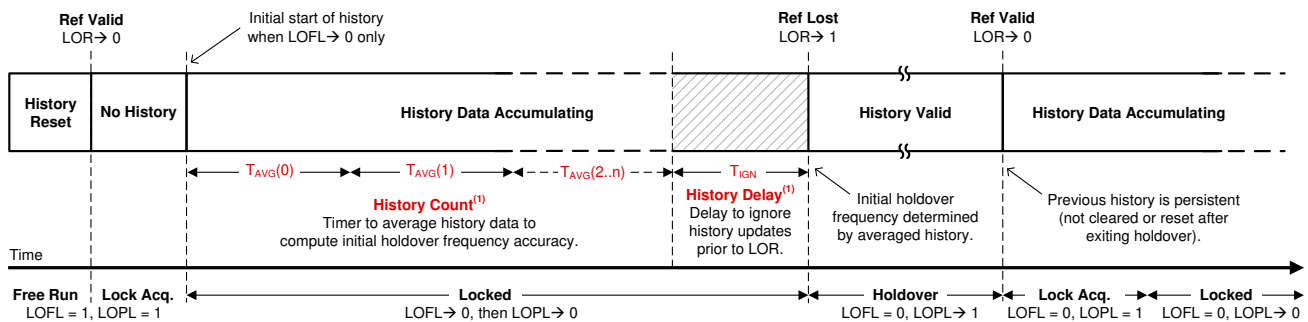 Ref Valid
LOR→ 0
Initial start of history
when LOFL→ 0 only
Ref Lost
LOR→ 1
Ref Valid
LOR→ 0
History
Reset
No History
History Data Accumulating
History Valid
History Data Accumulating
TAVG(0)
TAVG(1)
TAVG(2..n)
TIGN
History Count(1)
Timer to average history data to
compute initial holdover frequency accuracy.
History Delay(1)
Delay to ignore
history updates
prior to LOR.
Initial holdover
frequency determined
by averaged history.
Previous history is persistent
(not cleared or reset after
exiting holdover).
Time
Free Run
Lock Acq.
LOFL = 1, LOPL = 1
Locked
LOFL→ 0, then LOPL→ 0
Holdover
LOFL = 0, LOPL→ 1
Lock Acq.
LOFL = 0, LOPL = 1
Locked
LOFL = 0, LOPL→ 0